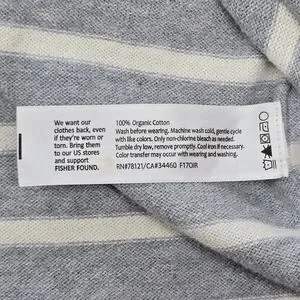 We want our
clothes back, even
if they're worn or
torn. Bring them
to our US stores
and support
FISHER FOUND.
100% Organic Cotton
Wash before wearing. Machine wash cold, gentle cycle
with like colors. Only non-chlorine bleach as needed.
Tumble dry low, remove promptly. Cool iron if necessary.
Color transfer may occur with wearing and washing.
RN#78121/CA#34460 F17OIR